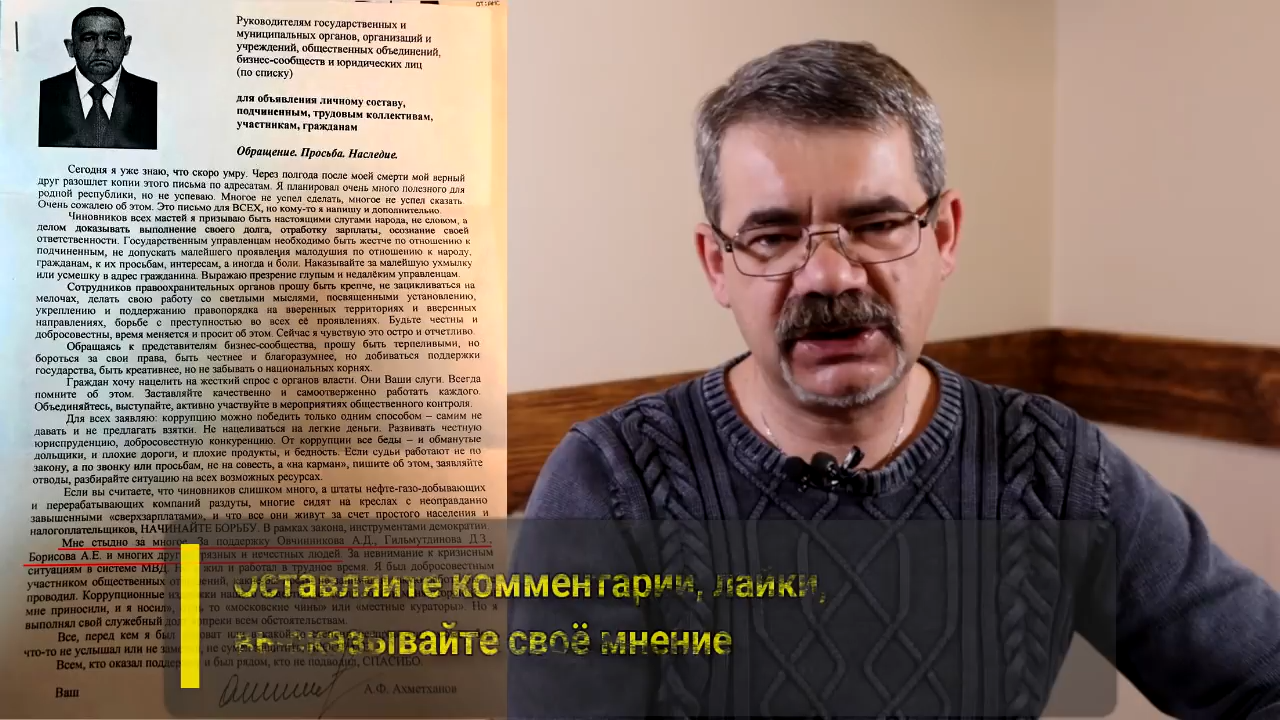 Руководителям государственных и
муниципальных органов, организаций и
учреждений, общественных объединений,
бизнес-сообществ и юридических лиц
(по списку)
для объявления личному составу,
подчиненным, трудовым коллективам,
участникам, гражданам
Обращение. Просьба. Наследие.
Сегодня я уже знаю, что скоро умру. Через полгода после моей смерти мой верный
друг разошлет копии этого письма по адресатам. Я планировал очень много полезного для
родной республики, но не успеваю. Многое не успел сделать, многое не успел сказать.
Очень сожалею об этом. Это письмо для ВСЕХ, но кому-то я напишу и дополнительно.
Чиновников всех мастей я призываю быть настоящими слугами народа, не словом, а
делом доказывать выполнение своего долга, отработку зарплаты, осознание своей
ответственности. Государственным управленцам необходимо быть жестче по отношению к
подчиненным, не допускать малейшего проявления малодушия по отношению к народу,
гражданам, к их просьбам, интересам, а иногда и боли. Наказывайте за малейшую ухмылку
или усмешку в адрес гражданина. Выражаю презрение глупым и недалёким управленцам.
Сотрудников правоохранительных органов прошу быть крепче, не зацикливаться на
мелочах, делать свою работу со светлыми мыслями, посвященными установлению,
укреплению и поддержанию правопорядка на вверенных территориях и вверенных
направлениях, борьбе с преступностью во всех её проявлениях. Будьте честны и
добросовестны, время меняется и просит об этом. Сейчас я чувствую это остро и отчетливо.
Обращаясь к представителям бизнес-сообщества, прошу быть терпеливыми, но
бороться за свои права, быть честнее и благоразумнее, но добиваться поддержки
государства, быть креативнее, но не забывать о национальных корнях.
Граждан хочу нацелить на жесткий спрос с органов власти. Они Ваши слуги. Всегда
помните об этом. Заставляйте качественно и самоотверженно работать каждого.
Объединяйтесь, выступайте, активно участвуйте в мероприятиях общественного контроля.
Для всех заявляю: коррупцию можно победить только одним способом – самим не
давать и не предлагать взятки. Не нацеливаться на легкие деньги. Развивать честную
юриспруденцию, добросовестную конкуренцию. От коррупции все беды – и обманутые
дольщики, и плохие дороги, и плохие продукты, и бедность. Если судьи работают не по
закону, а по звонку или просьбам, не на совесть, а «на карман», пишите об этом, заявляйте
отводы, разбирайте ситуацию на всех возможных ресурсах.
Если вы считаете, что чиновников слишком много, а штаты нефте-газо-добывающих
и перерабатывающих компаний раздуты, многие сидят на креслах с неоправданно
завышенными «сверхзарплатами», и что все они живут за счет простого населения и
налогоплательщиков, НАЧИНАЙТЕ БОРЬБУ. В рамках закона, инструментами демократии.
Мне стыдно за многое. За поддержку Овчинникова А.Д., Гильмутдинова Д.З.,
Борисова А.Е. и многих других грязных и нечестных людей. За невнимание к кризисным
ситуациям в системе МВД. жил и работал в трудное время. Я был добросовестным
участником общественных
проводил. Коррупционные
мне приносили, и я носил», то «московские чины» или «местные кураторы». Но я
выполнял свой служебный долг вопреки всем обстоятельствам.
Все, перед кем я был
что-то не услышал или не
Всем, кто оказал и был рядом, кто не подводил, СПАСИБО.
Ваш А.Ф. Ахметханов
Оставляйте комментарии, лайки,
высказывайте своё мнение